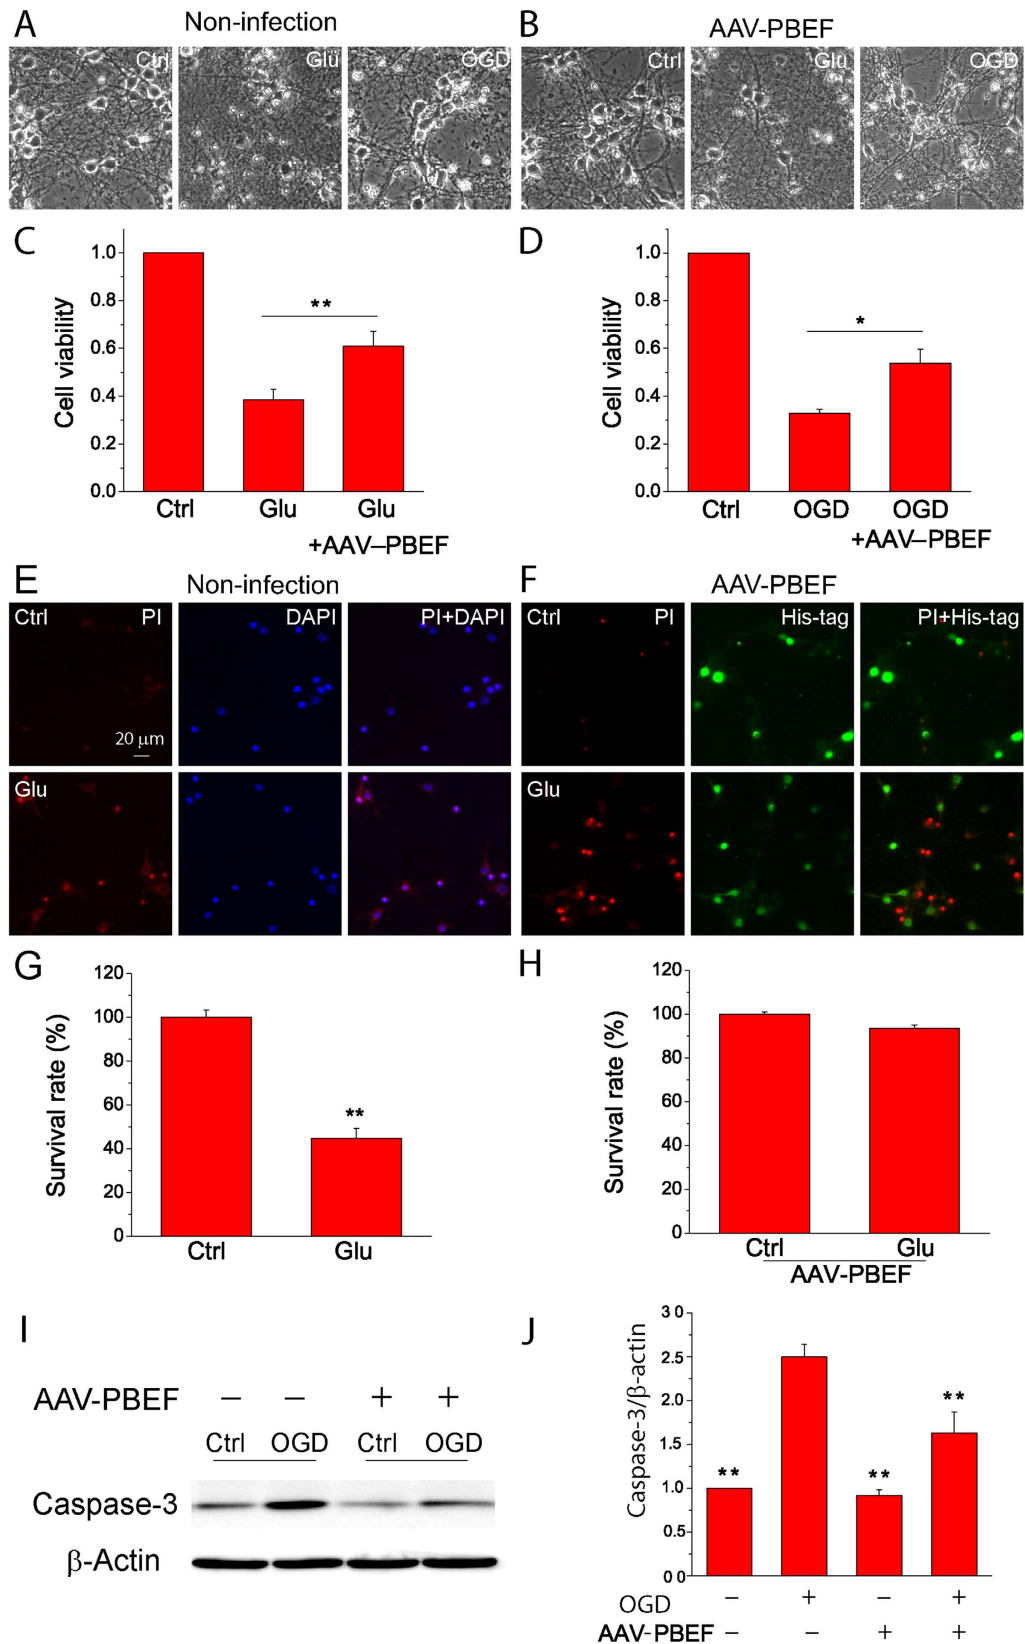 A Non-infection
Ctrl Glu OGD
B AAV-PBEF
Ctrl Glu OGD
C
Cell viability
1.0
0.8
0.6
0.4
0.2
0.0
**
Ctrl Glu Glu
+AAV–PBEF
D
Cell viability
1.0
0.8
0.6
0.4
0.2
0.0
*
Ctrl OGD OGD
+AAV–PBEF
E Non-infection
Ctrl PI DAPI PI+DAPI
20 μm
Glu
F AAV-PBEF
Ctrl PI His-tag PI+His-tag
Glu
G
Survival rate (%)
120
100
80
60
40
20
0
**
Ctrl Glu
H
Survival rate (%)
120
100
80
60
40
20
0
Ctrl Glu
AAV-PBEF
I
AAV-PBEF – – + +
Ctrl OGD Ctrl OGD
Caspase-3
β-Actin
J
Caspase-3/β-actin
3 0
2.5
2.0
1.5
1.0
0.5
0 0
** ** **
OGD – + – +
AAV-PBEF – – + +